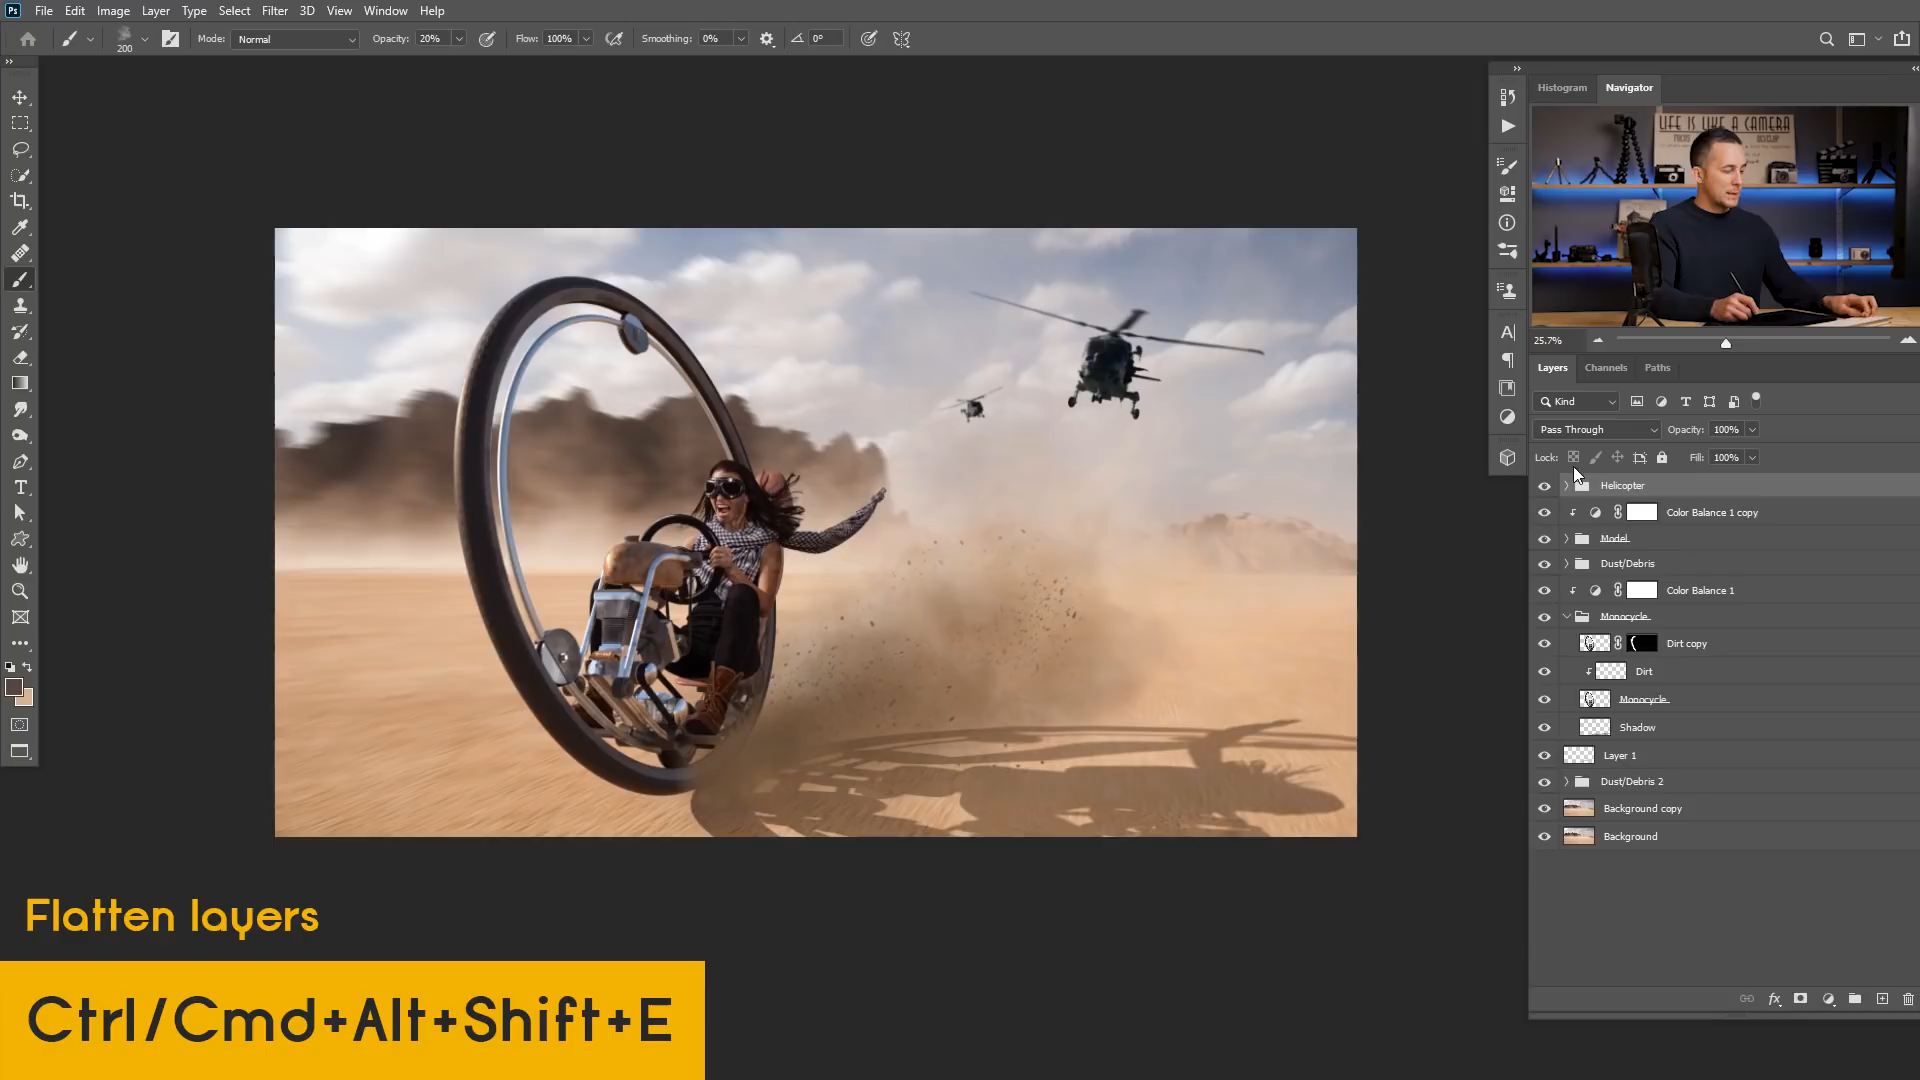 Ps File Edit Image Layer Type Select Filter 3D View Window Help
200 Mode: Normal Opacity: 20% Flow: 100% Smoothing: 0% 0°
Histogram Navigator
LIFE IS LIKE A CAMERA
25.7%
Layers Channels Paths
Kind
Pass Through Opacity: 100%
Lock: Fill: 100%
Helicopter
Color Balance 1 copy
Model
Dust/Debris
Color Balance 1
Monocycle
Dirt copy
Dirt
Monocycle
Shadow
Layer 1
Dust/Debris 2
Background copy
Background
Flatten layers
Ctrl/Cmd+Alt+Shift+E